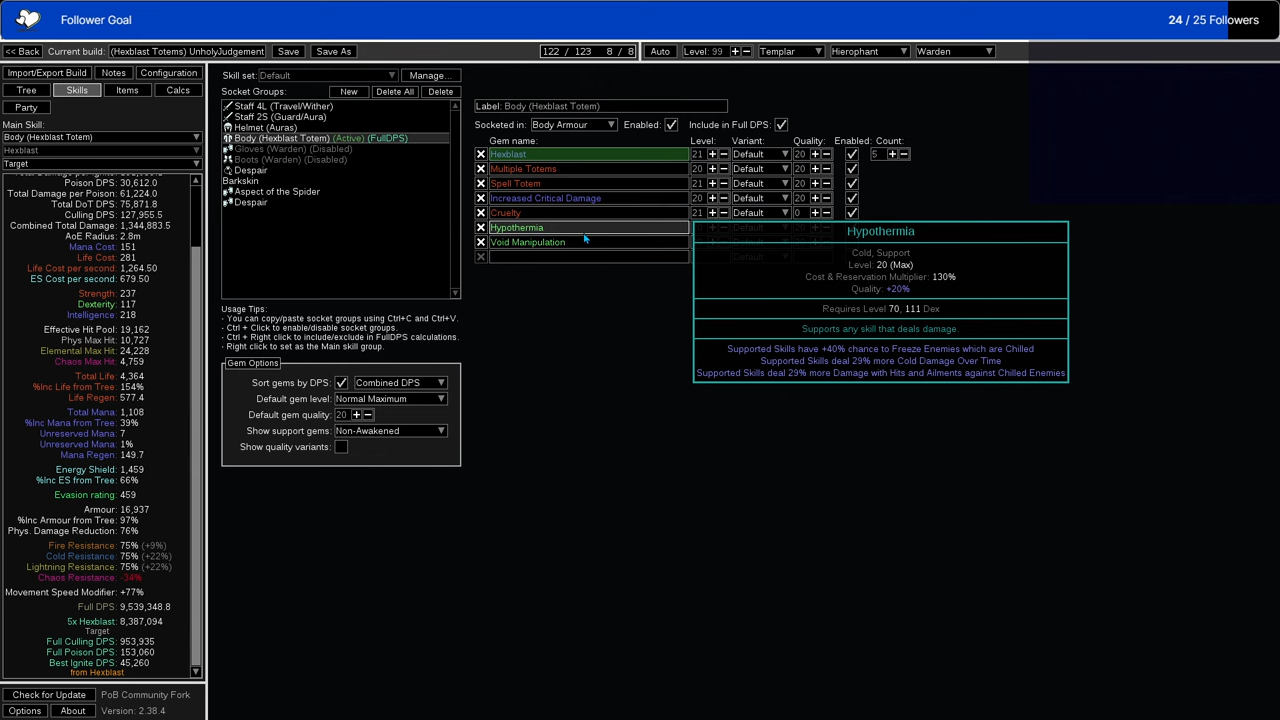 Follower Goal
24 / 25 Followers
<< Back
Current build: (Hexblast Totems) UnholyJudgement
Save
Save As
122 / 123 8 / 8
Auto
Level: 99
Templar
Hierophant
Warden
Import/Export Build
Notes
Configuration
Tree
Skills
Items
Calcs
Party
Main Skill:
Body (Hexblast Totem)
Hexblast
Target
Poison DPS: 30,612.0
Total Damage per Poison: 61,224.0
Total DoT DPS: 75,871.8
Culling DPS: 127,955.5
Combined Total Damage: 1,344,883.5
AoE Radius: 2.8m
Mana Cost: 151
Life Cost: 281
Life Cost per second: 1,264.50
ES Cost per second: 679.50
Strength: 237
Dexterity: 117
Intelligence: 218
Effective Hit Pool: 19,162
Phys Max Hit: 10,727
Elemental Max Hit: 24,228
Chaos Max Hit: 4,759
Total Life: 4,364
%Inc Life from Tree: 154%
Life Regen: 577.4
Total Mana: 1,108
%Inc Mana from Tree: 39%
Unreserved Mana: 7
Unreserved Mana: 1%
Mana Regen: 149.7
Energy Shield: 1,459
%Inc ES from Tree: 66%
Evasion rating: 459
Armour: 16,937
%Inc Armour from Tree: 97%
Phys. Damage Reduction: 76%
Fire Resistance: 75% (+9%)
Cold Resistance: 75% (+22%)
Lightning Resistance: 75% (+22%)
Chaos Resistance: -34%
Movement Speed Modifier: +77%
Full DPS: 9,539,348.8
5x Hexblast: 8,387,094
Target
Full Culling DPS: 953,935
Full Poison DPS: 153,060
Best Ignite DPS: 45,260
from Hexblast
Check for Update
PoB Community Fork
Options
About
Version: 2.38.4
Skill set: Default
Manage...
Socket Groups:
New
Delete All
Delete
Staff 4L (Travel/Wither)
Staff 2S (Guard/Aura)
Helmet (Auras)
Body (Hexblast Totem) (Active) (FullDPS)
Gloves (Warden) (Disabled)
Boots (Warden) (Disabled)
Despair
Barkskin
Aspect of the Spider
Despair
Usage Tips:
- You can copy/paste socket groups using Ctrl+C and Ctrl+V.
- Ctrl + Click to enable/disable socket groups.
- Ctrl + Right click to include/exclude in FullDPS calculations.
- Right click to set as the Main skill group.
Gem Options
Sort gems by DPS: Combined DPS
Default gem level: Normal Maximum
Default gem quality: 20
Show support gems: Non-Awakened
Show quality variants:
Label: Body (Hexblast Totem)
Socketed in: Body Armour
Enabled:
Include in Full DPS:
Gem name: Level: Variant: Quality: Enabled: Count:
Hexblast 21 Default 20 5
Multiple Totems 20 Default 20
Spell Totem 21 Default 20
Increased Critical Damage 20 Default 20
Cruelty 21 Default 0
Hypothermia
Void Manipulation
Hypothermia
Cold, Support
Level: 20 (Max)
Cost & Reservation Multiplier: 130%
Quality: +20%
Requires Level 70, 111 Dex
Supports any skill that deals damage.
Supported Skills have +40% chance to Freeze Enemies which are Chilled
Supported Skills deal 29% more Cold Damage Over Time
Supported Skills deal 29% more Damage with Hits and Ailments against Chilled Enemies